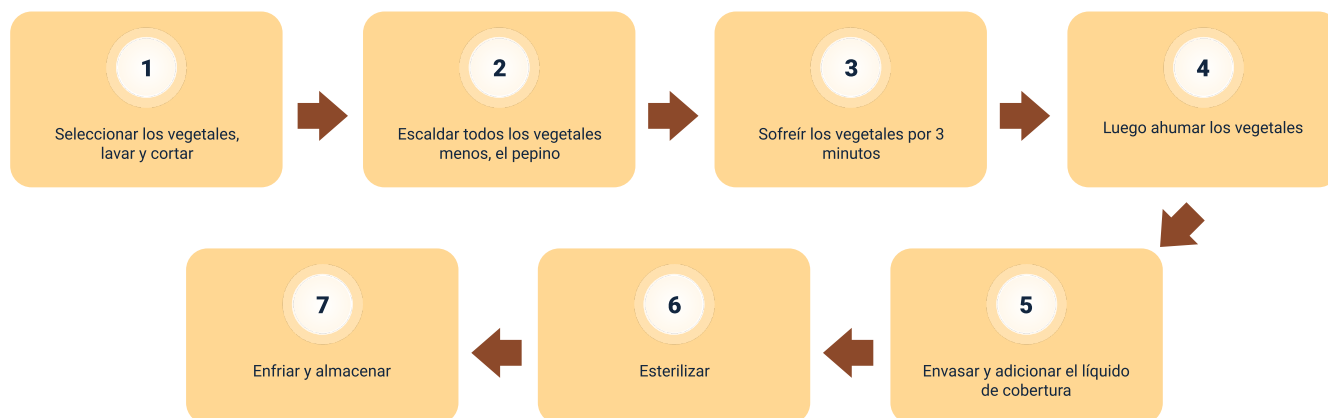 1
Seleccionar los vegetales,
lavar y cortar
2
Escaldar todos los vegetales
menos, el pepino
3
Sofreír los vegetales por 3
minutos
4
Luego ahumar los vegetales
5
Envasar y adicionar el líquido
de cobertura
6
Esterilizar
7
Enfriar y almacenar